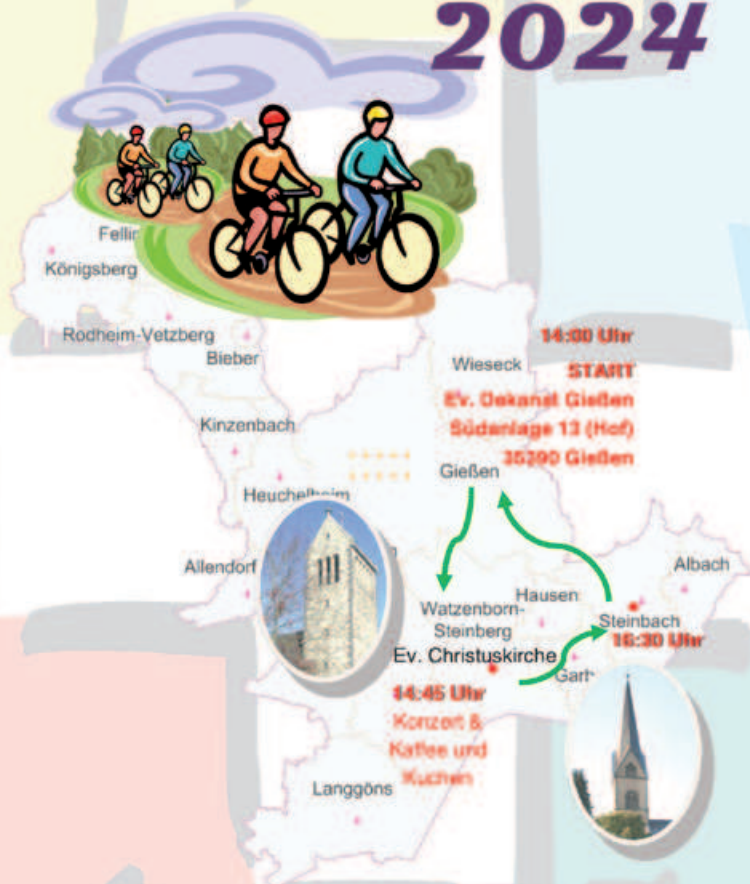 2024
Fellin
Königsberg
Rodheim-Vetzberg
Bieber
Kinzenbach
Heuchelheim
Allendorf
Wieseck
14:00 Uhr
START
Ev. Dekanat Gießen
Südanlage 13 (Hof)
35390 Gießen
Gießen
Albach
Hausen
Watzenborn-
Steinberg
Steinbach
16:30 Uhr
Ev. Christuskirche
Garb
14:45 Uhr
Konzert &
Kaffee und
Kuchen
Langgöns